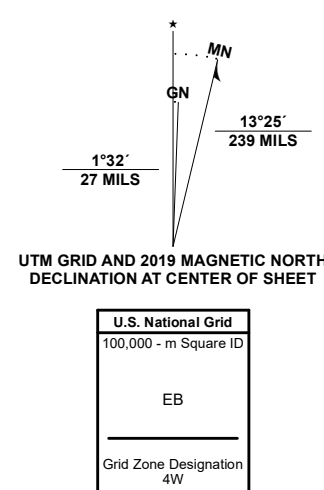 ★
MN
GN
13°25´
239 MILS
1°32´
27 MILS
UTM GRID AND 2019 MAGNETIC NORTH
DECLINATION AT CENTER OF SHEET
U.S. National Grid
100,000 - m Square ID
EB
Grid Zone Designation
4W